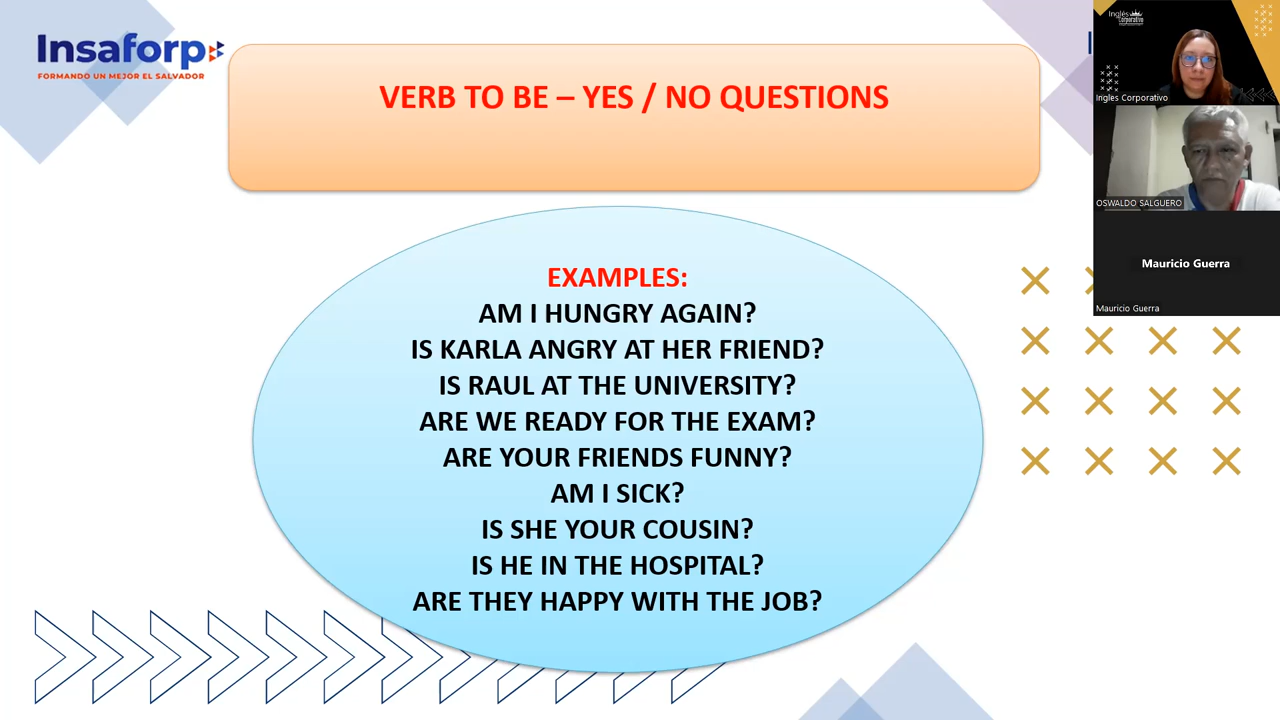 Insaforp
FORMANDO UN MEJOR EL SALVADOR
VERB TO BE – YES / NO QUESTIONS
EXAMPLES:
AM I HUNGRY AGAIN?
IS KARLA ANGRY AT HER FRIEND?
IS RAUL AT THE UNIVERSITY?
ARE WE READY FOR THE EXAM?
ARE YOUR FRIENDS FUNNY?
AM I SICK?
IS SHE YOUR COUSIN?
IS HE IN THE HOSPITAL?
ARE THEY HAPPY WITH THE JOB?
Inglés
Corporativo
Ingles Corporativo
OSWALDO SALGUERO
Mauricio Guerra
Mauricio Guerra